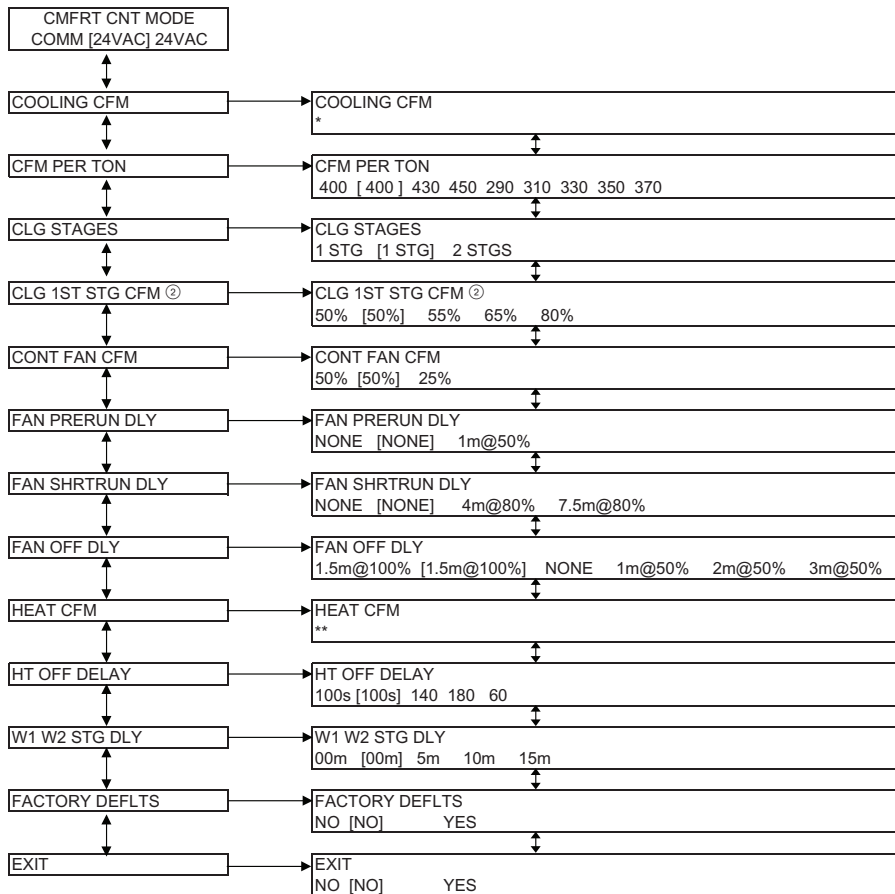 CMFRT CNT MODE
COMM [24VAC] 24VAC
COOLING CFM
COOLING CFM
*
CFM PER TON
CFM PER TON
400 [ 400 ] 430 450 290 310 330 350 370
CLG STAGES
CLG STAGES
1 STG [1 STG] 2 STGS
CLG 1ST STG CFM ②
CLG 1ST STG CFM ②
50% [50%] 55% 65% 80%
CONT FAN CFM
CONT FAN CFM
50% [50%] 25%
FAN PRERUN DLY
FAN PRERUN DLY
NONE [NONE] 1m@50%
FAN SHRTRUN DLY
FAN SHRTRUN DLY
NONE [NONE] 4m@80% 7.5m@80%
FAN OFF DLY
FAN OFF DLY
1.5m@100% [1.5m@100%] NONE 1m@50% 2m@50% 3m@50%
HEAT CFM
HEAT CFM
**
HT OFF DELAY
HT OFF DELAY
100s [100s] 140 180 60
W1 W2 STG DLY
W1 W2 STG DLY
00m [00m] 5m 10m 15m
FACTORY DEFLTS
FACTORY DEFLTS
NO [NO] YES
EXIT
EXIT
NO [NO] YES